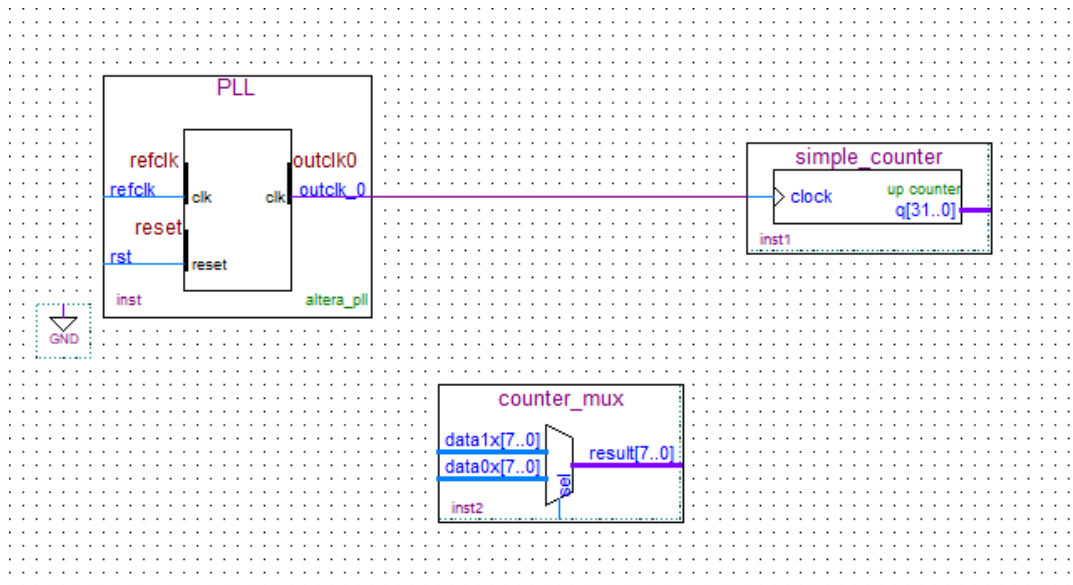 PLL
refclk
outclk0
refclk
clk
clk
outclk_0
reset
rst
reset
inst
altera_pll
GND
simple_counter
clock
up counter
q[31..0]
inst1
counter_mux
data1x[7..0]
data0x[7..0]
result[7..0]
sel
inst2